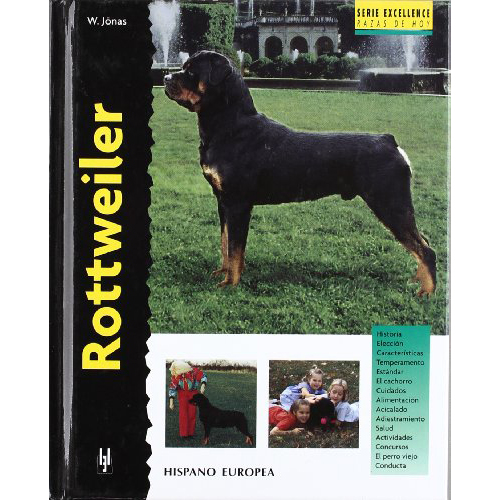 W. Jönas
SERIE EXCELLENCE
RAZAS DE HOY
Rottweiler
Historia
Elección
Características
Temperamento
Estándar
El cachorro
Cuidados
Alimentación
Acicalado
Adiestramiento
Salud
Actividades
Concursos
El perro viejo
Conducta
HISPANO EUROPEA